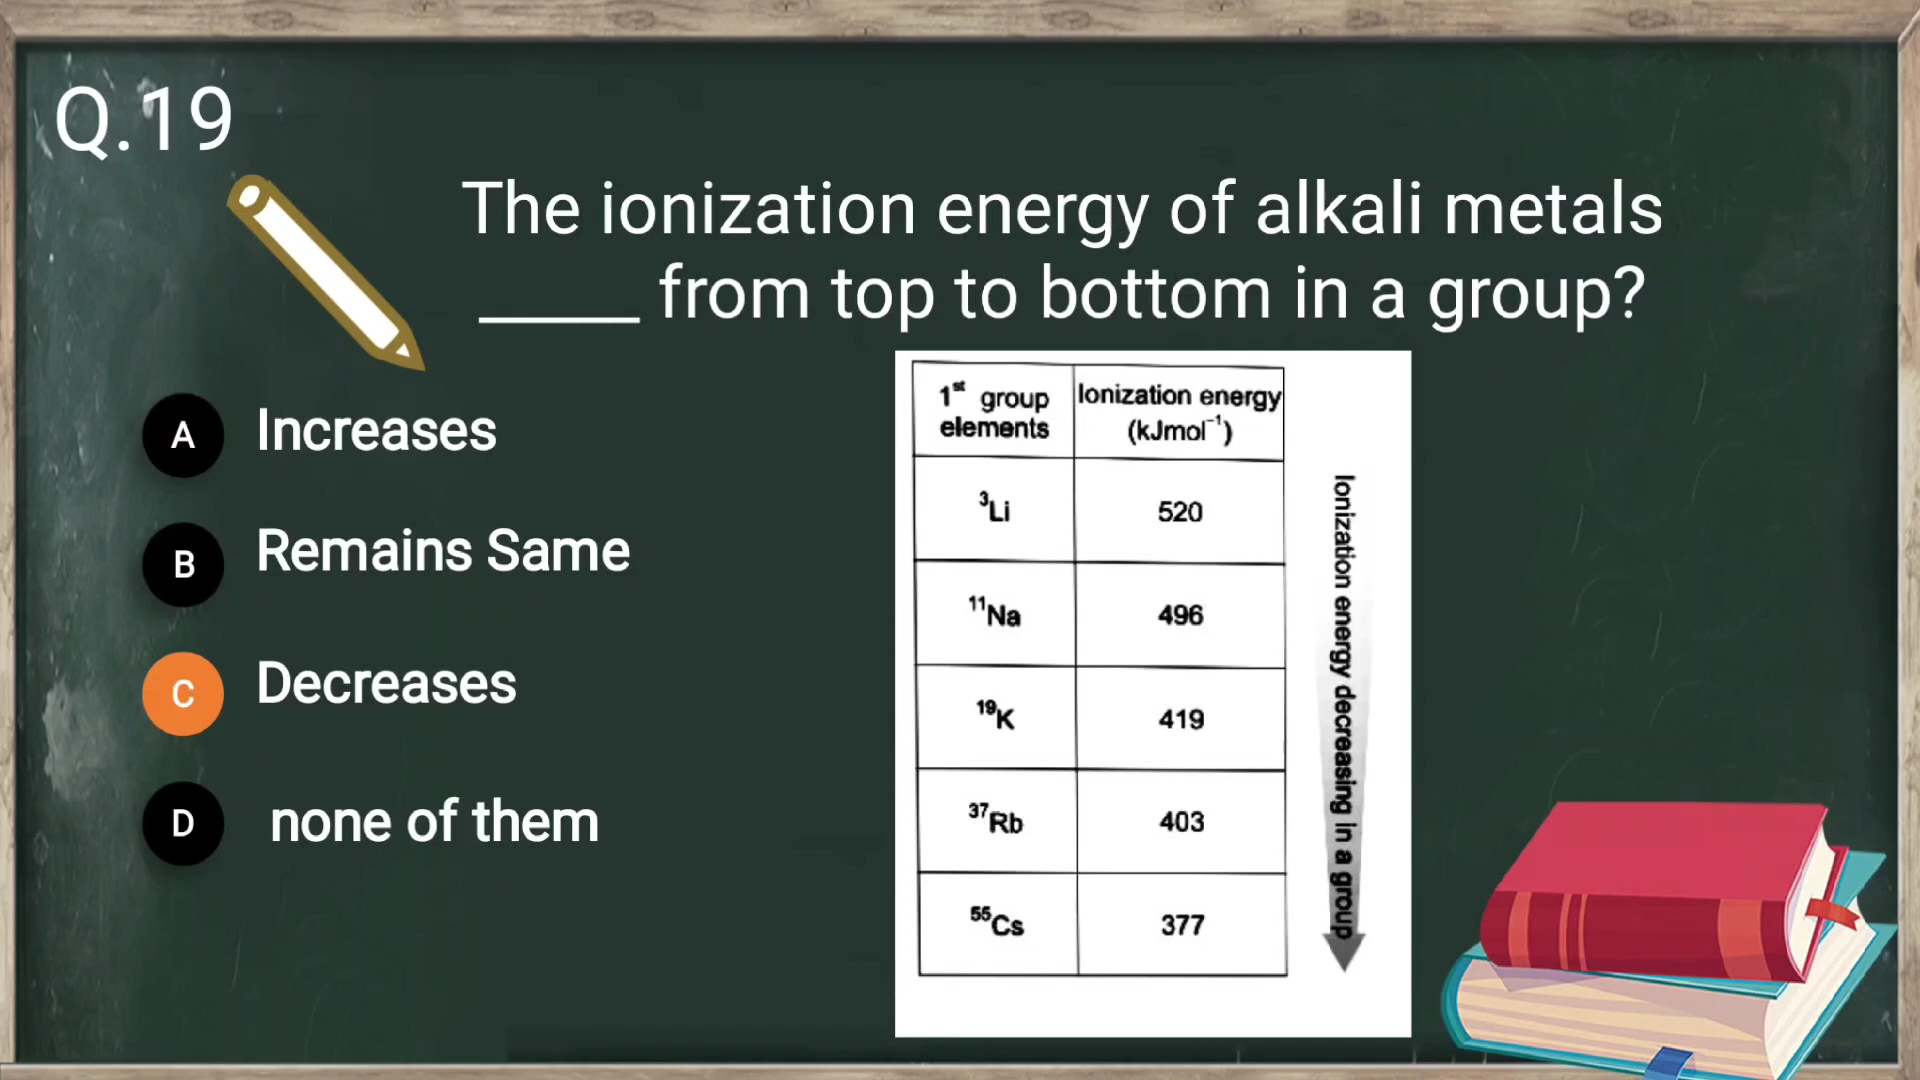 Q.19
The ionization energy of alkali metals
_____ from top to bottom in a group?
A Increases
B Remains Same
C Decreases
D none of them
1st group elements Ionization energy (kJmol⁻¹)
³Li 520
¹¹Na 496
¹⁹K 419
³⁷Rb 403
⁵⁵Cs 377
Ionization energy decreasing in a group